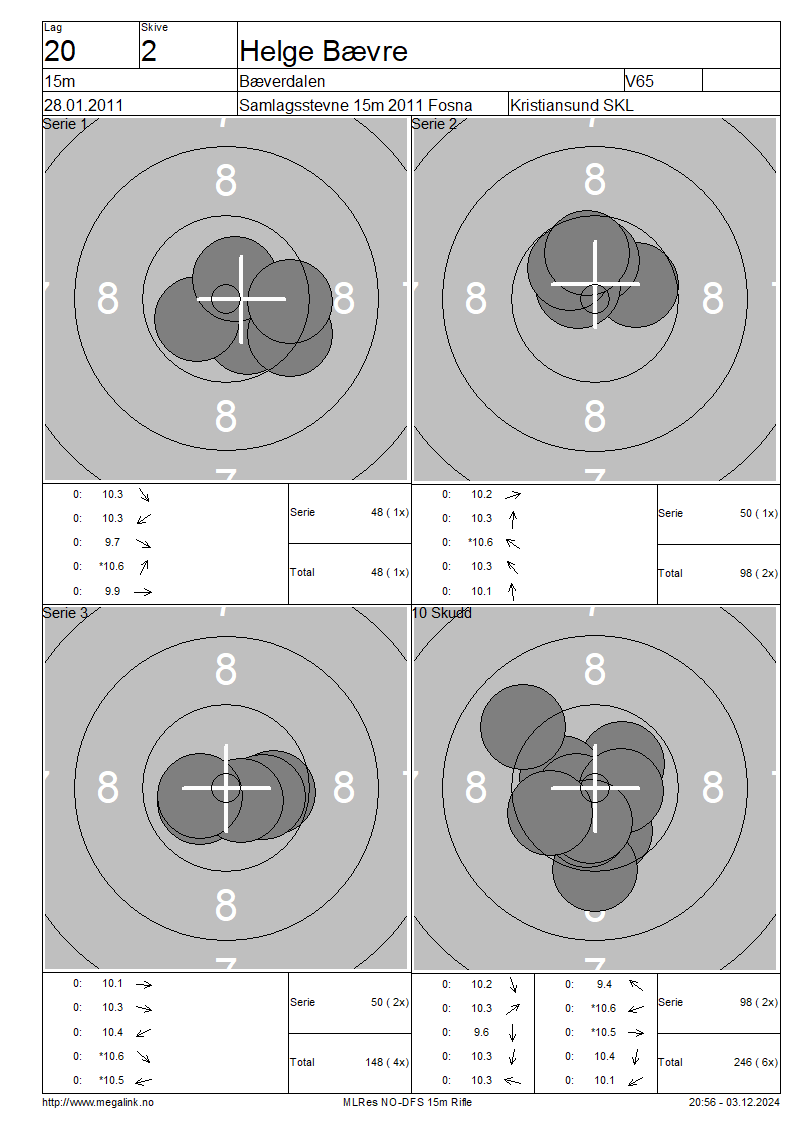 Lag Skive
20 2 Helge Bævre
15m Bæverdalen V65
28.01.2011 Samlagsstevne 15m 2011 Fosna Kristiansund SKL
Serie 1 Serie 2
7 7
8 8
7 8 8 7 8 8 7
8 8
7 7
0: 10.3 0: 10.2
0: 10.3 Serie 48 ( 1x) 0: 10.3 Serie 50 ( 1x)
0: 9.7 0: *10.6
0: *10.6 Total 48 ( 1x) 0: 10.3 Total 98 ( 2x)
0: 9.9 0: 10.1
Serie 3 10 Skudd
7 7
8 8
7 8 8 7 8 8 7
8 8
7 7
0: 10.1 0: 10.2 0: 9.4
0: 10.3 Serie 50 ( 2x) 0: 10.3 0: *10.6 Serie 98 ( 2x)
0: 10.4 0: 9.6 0: *10.5
0: *10.6 Total 148 ( 4x) 0: 10.3 0: 10.4 Total 246 ( 6x)
0: *10.5 0: 10.3 0: 10.1
http://www.megalink.no MLRes NO-DFS 15m Rifle 20:56 - 03.12.2024